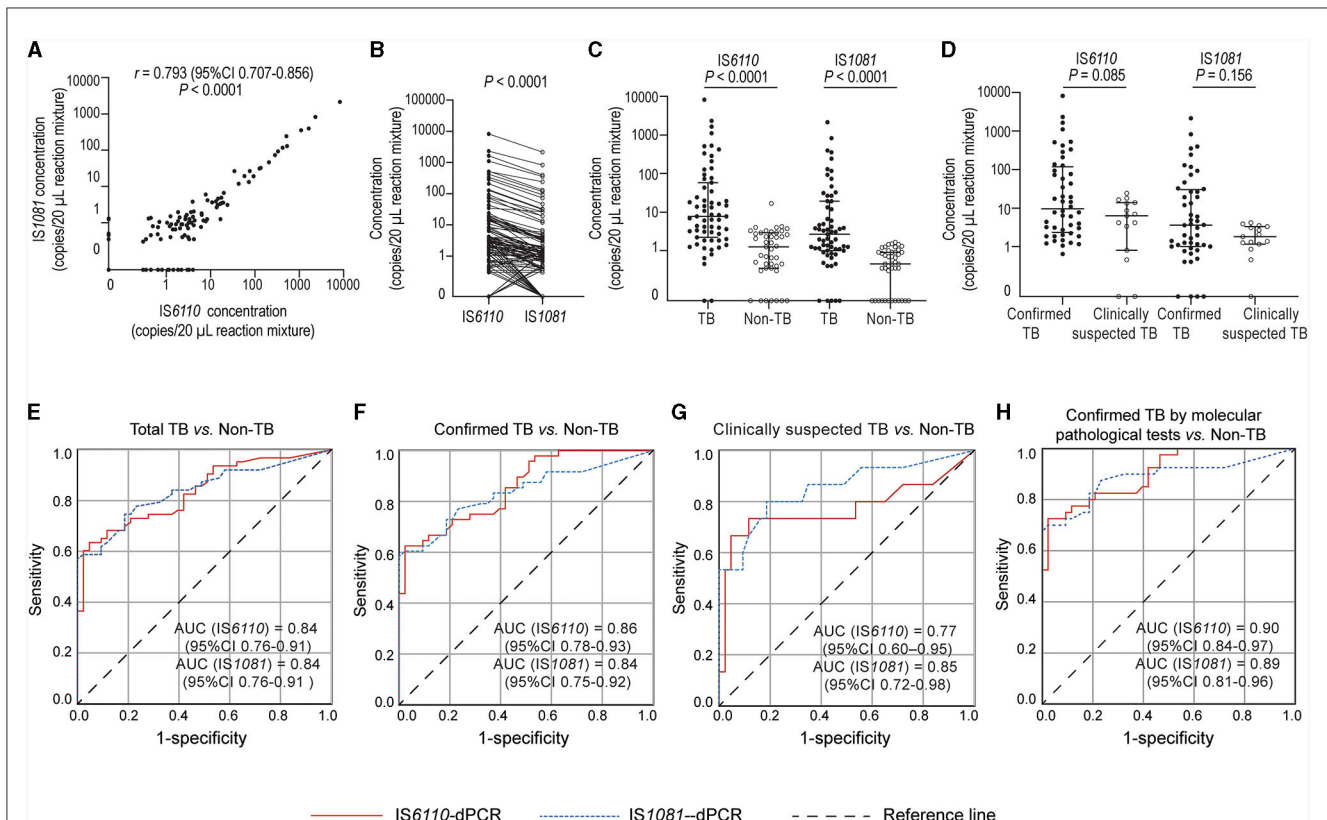 A
r = 0.793 (95%CI 0.707-0.856)
P < 0.0001
IS1081 concentration
(copies/20 µL reaction mixture)
10000
1000
100
10
1
0
0
1
10
100
1000
10000
IS6110 concentration
(copies/20 µL reaction mixture)
B
P < 0.0001
Concentration
(copies/20 µL reaction mixture)
100000
10000
1000
100
10
1
0
IS6110
IS1081
C
IS6110
P < 0.0001
IS1081
P < 0.0001
Concentration
(copies/20 µL reaction mixture)
10000
1000
100
10
1
0
TB
Non-TB
TB
Non-TB
D
IS6110
P = 0.085
IS1081
P = 0.156
Concentration
(copies/20 µL reaction mixture)
10000
1000
100
10
1
0
Confirmed
TB
Clinically
suspected TB
Confirmed
TB
Clinically
suspected TB
E
Total TB vs. Non-TB
Sensitivity
1.0
0.8
0.6
0.4
0.2
0.0
AUC (IS6110) = 0.84
(95%CI 0.76-0.91)
AUC (IS1081) = 0.84
(95%CI 0.76-0.91 )
0.0
0.2
0.4
0.6
0.8
1.0
1-specificity
F
Confirmed TB vs. Non-TB
Sensitivity
1.0
0.8
0.6
0.4
0.2
0.0
AUC (IS6110) = 0.86
(95%CI 0.78-0.93)
AUC (IS1081) = 0.84
(95%CI 0.75-0.92)
0.0
0.2
0.4
0.6
0.8
1.0
1-specificity
G
Clinically suspected TB vs. Non-TB
Sensitivity
1.0
0.8
0.6
0.4
0.2
0.0
AUC (IS6110) = 0.77
(95%CI 0.60–0.95)
AUC (IS1081) = 0.85
(95%CI 0.72-0.98)
0.0
0.2
0.4
0.6
0.8
1.0
1-specificity
H
Confirmed TB by molecular
pathological tests vs. Non-TB
Sensitivity
1.0
0.8
0.6
0.4
0.2
0.0
AUC (IS6110) = 0.90
(95%CI 0.84-0.97)
AUC (IS1081) = 0.89
(95%CI 0.81-0.96)
0.0
0.2
0.4
0.6
0.8
1.0
1-specificity
IS6110-dPCR
IS1081--dPCR
Reference line